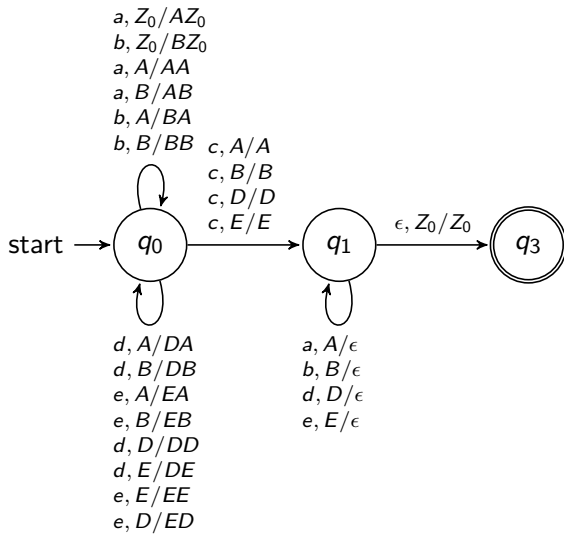 a, Z₀/AZ₀
b, Z₀/BZ₀
a, A/AA
a, B/AB
b, A/BA
b, B/BB
c, A/A
c, B/B
c, D/D
c, E/E
start
q₀
q₁
ϵ, Z₀/Z₀
q₃
d, A/DA
d, B/DB
e, A/EA
e, B/EB
d, D/DD
d, E/DE
e, E/EE
e, D/ED
a, A/ϵ
b, B/ϵ
d, D/ϵ
e, E/ϵ